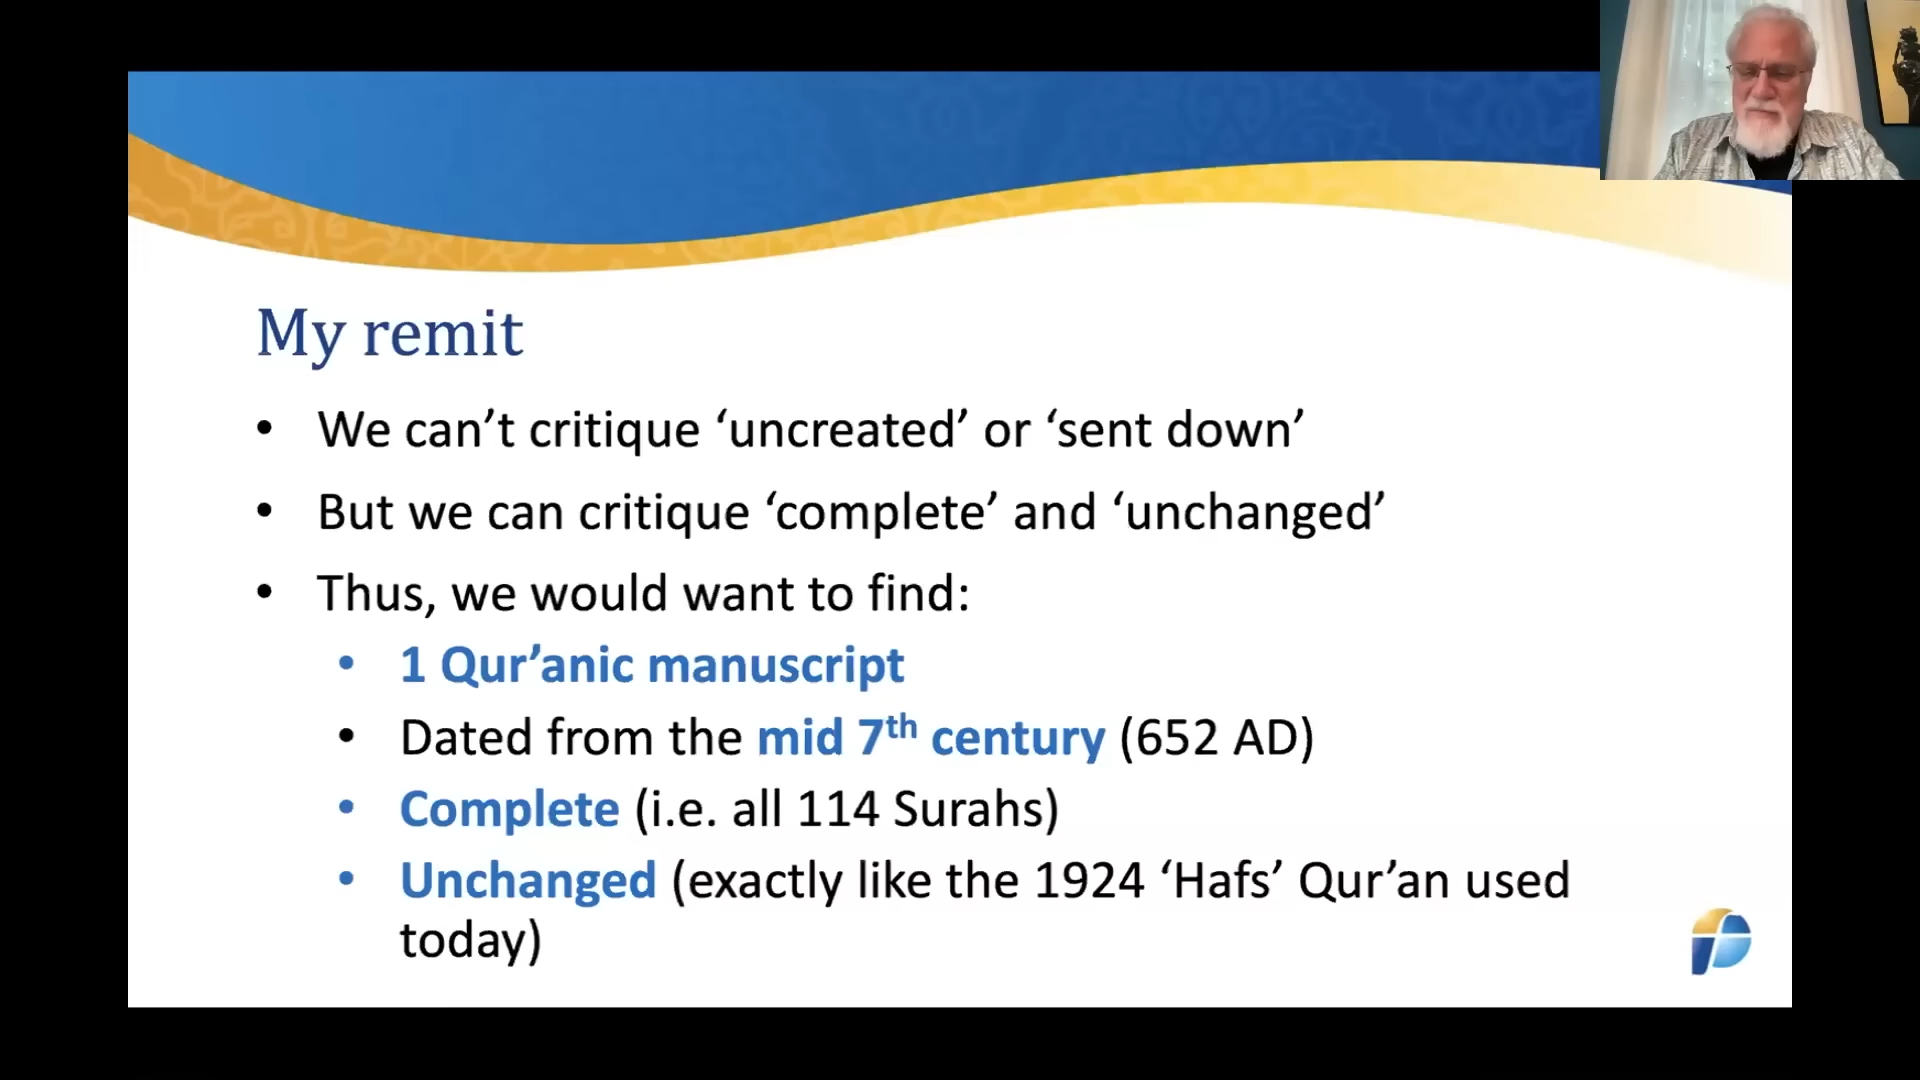 My remit
• We can’t critique ‘uncreated’ or ‘sent down’
• But we can critique ‘complete’ and ‘unchanged’
• Thus, we would want to find:
• 1 Qur’anic manuscript
• Dated from the mid 7th century (652 AD)
• Complete (i.e. all 114 Surahs)
• Unchanged (exactly like the 1924 ‘Hafs’ Qur’an used
today)